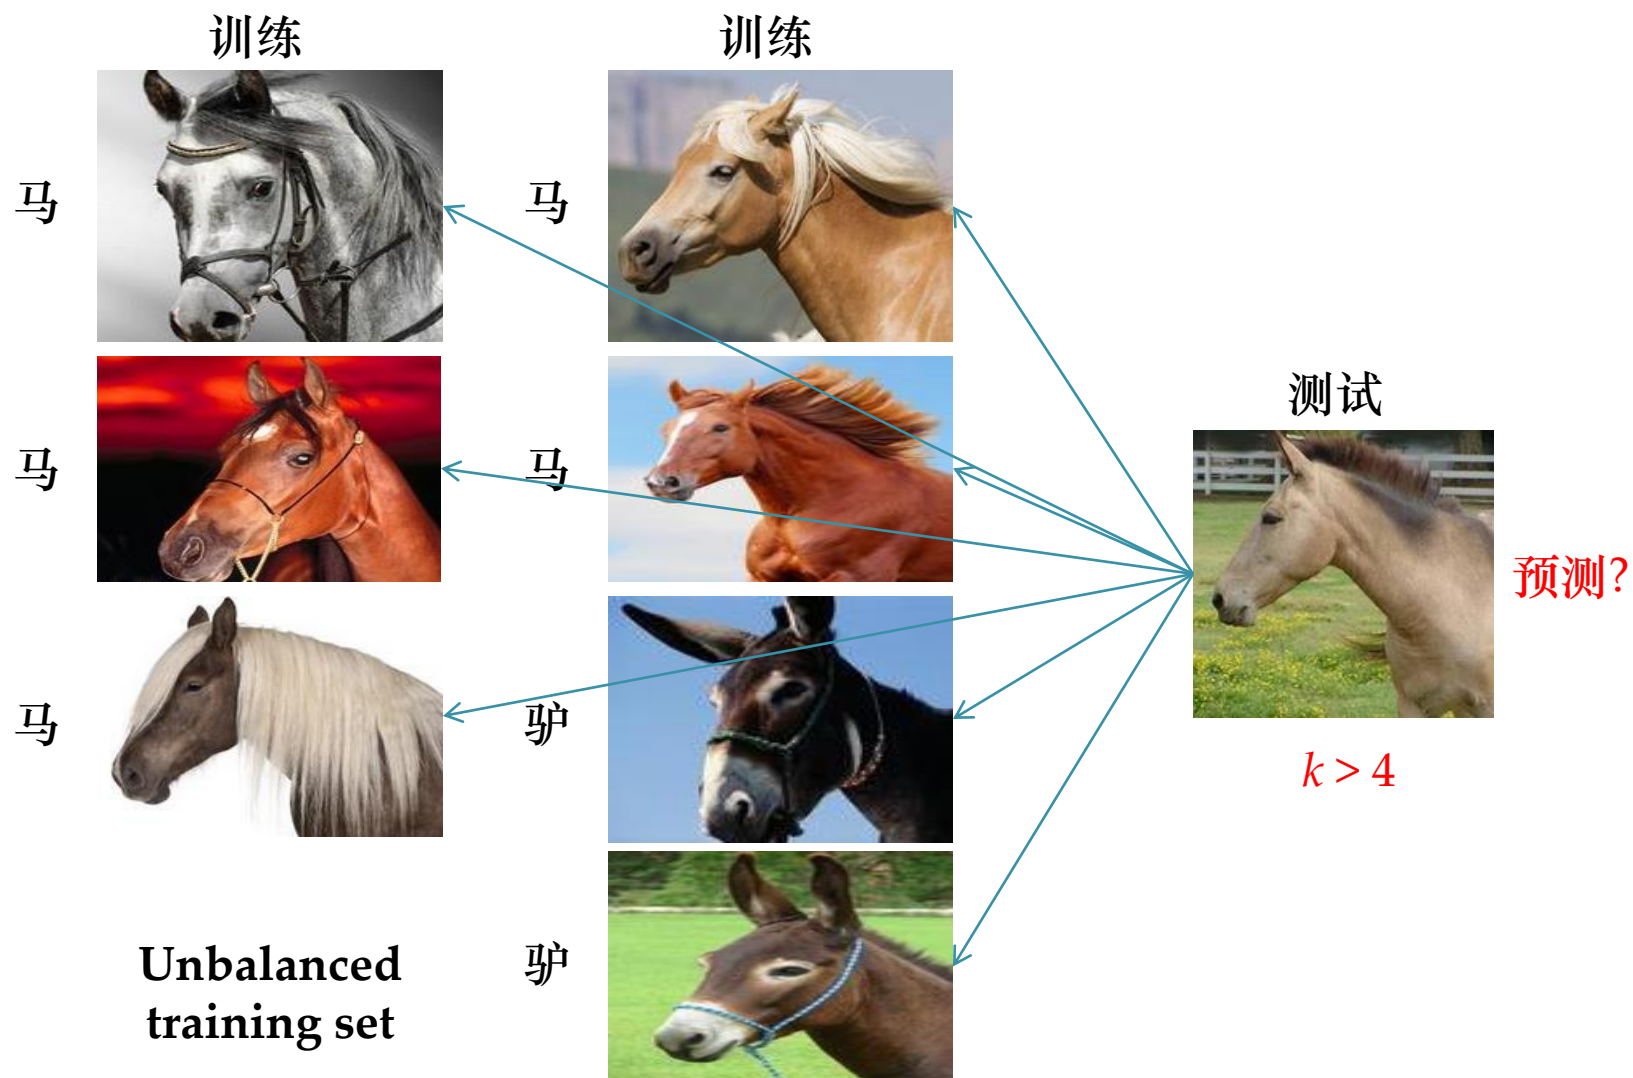 训练
训练
马
马
马
马
马
驴
驴
测试
预测?
k > 4
Unbalanced
training set